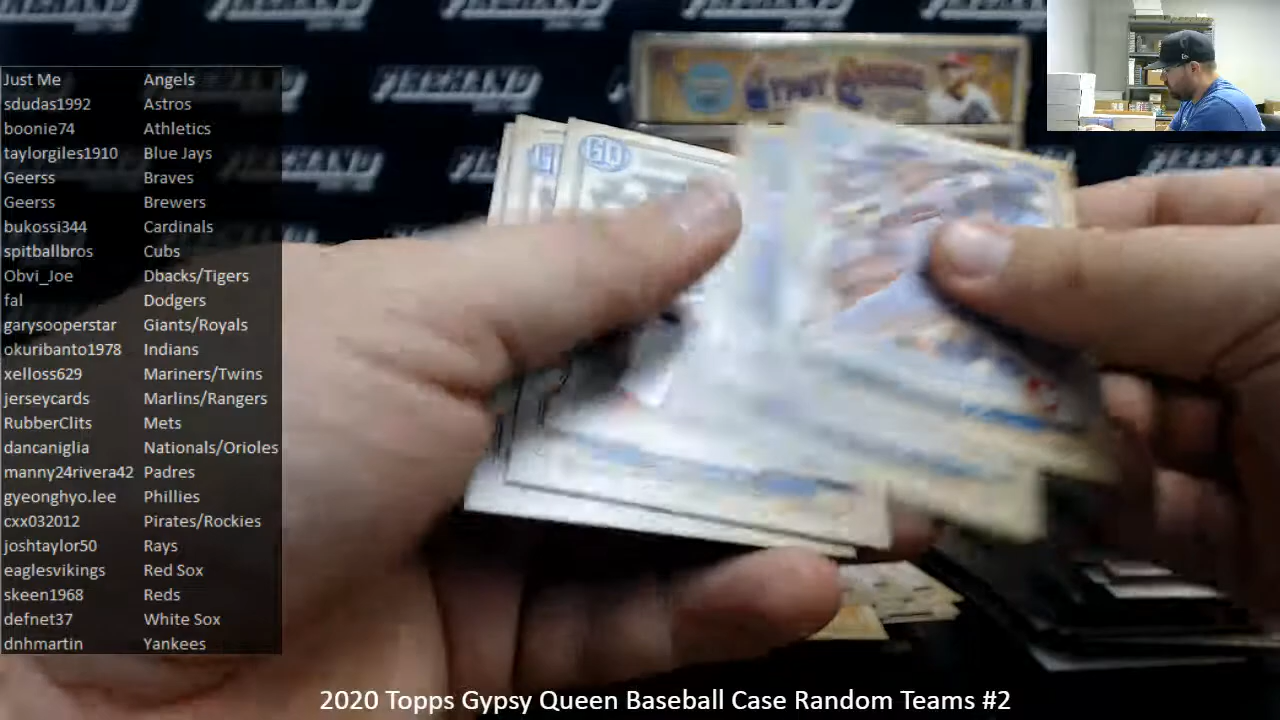 Just Me Angels
sdudas1992 Astros
boonie74 Athletics
taylorgiles1910 Blue Jays
Geerss Braves
Geerss Brewers
bukossi344 Cardinals
spitballbros Cubs
Obvi_Joe Dbacks/Tigers
fal Dodgers
garysooperstar Giants/Royals
okuribanto1978 Indians
xelloss629 Mariners/Twins
jerseycards Marlins/Rangers
RubberClits Mets
dancaniglia Nationals/Orioles
manny24rivera42 Padres
gyeonghyo.lee Phillies
cxx032012 Pirates/Rockies
joshtaylor50 Rays
eaglesvikings Red Sox
skeen1968 Reds
defnet37 White Sox
dnhmartin Yankees
GYPSY QUEEN
GQ
2020 Topps Gypsy Queen Baseball Case Random Teams #2